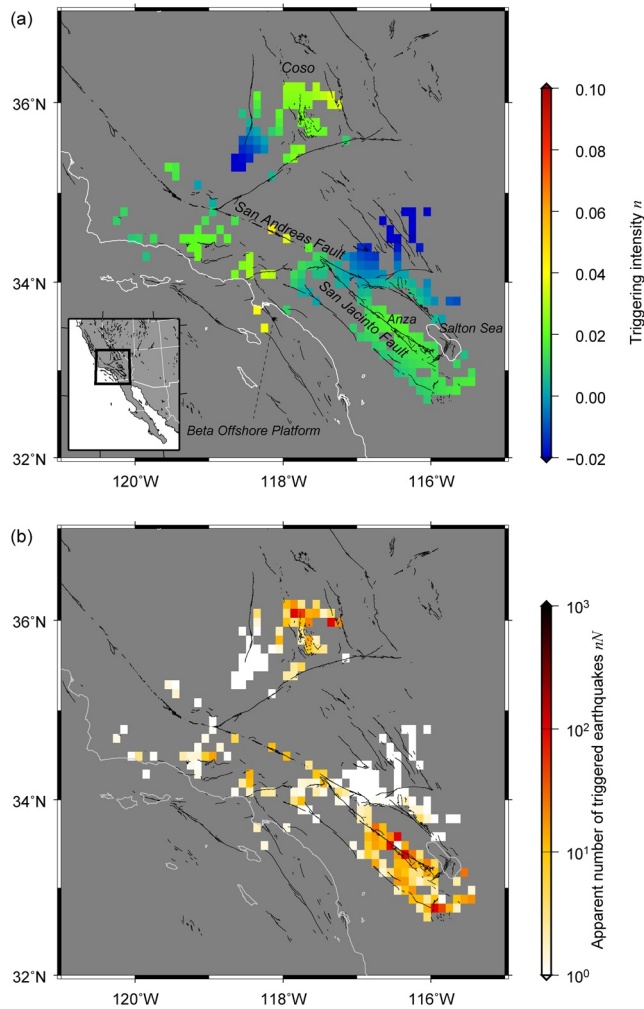 (a)
Coso
36˚N
San Andreas Fault
34˚N
San Jacinto Fault
Anza
Salton Sea
Beta Offshore Platform
32˚N
120˚W
118˚W
116˚W
0.10
0.08
0.06
0.04
0.02
0.00
−0.02
Triggering intensity n
(b)
36˚N
34˚N
32˚N
120˚W
118˚W
116˚W
10³
10²
10¹
10⁰
Apparent number of triggered earthquakes nN